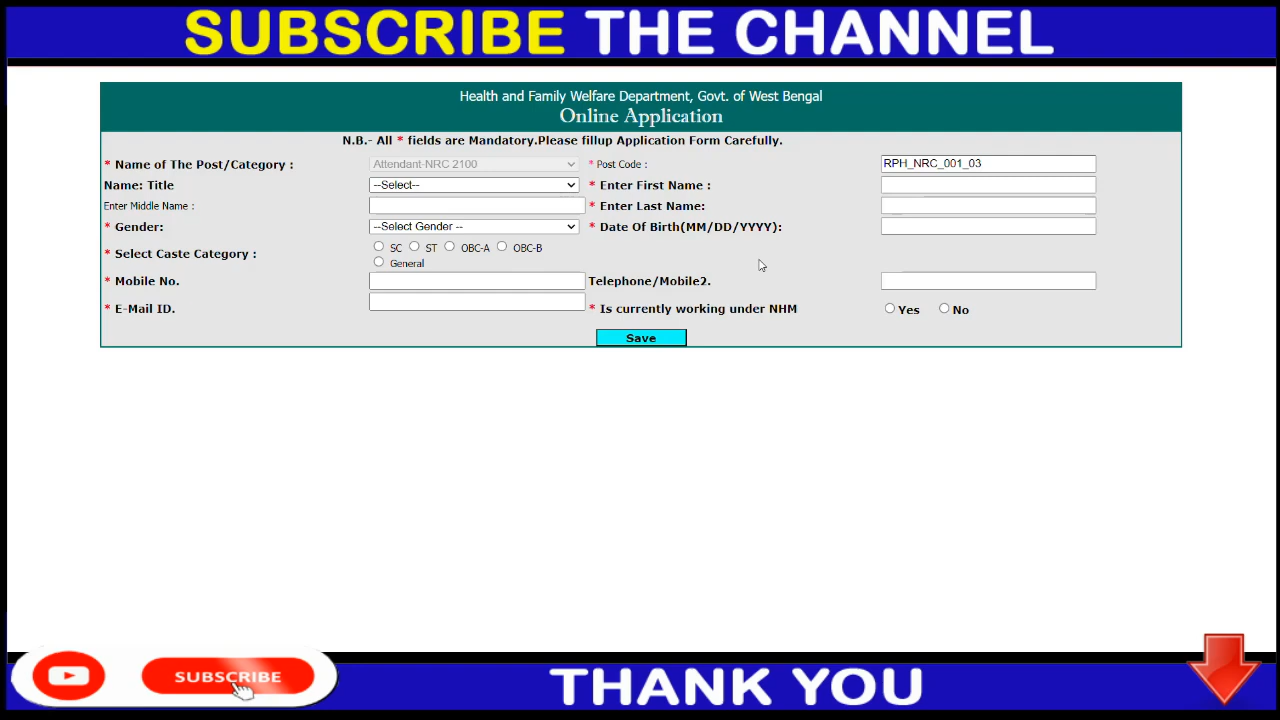 SUBSCRIBE THE CHANNEL
Health and Family Welfare Department, Govt. of West Bengal
Online Application
N.B.- All * fields are Mandatory.Please fillup Application Form Carefully.
* Name of The Post/Category : Attendant-NRC 2100 * Post Code : RPH_NRC_001_03
Name: Title --Select-- * Enter First Name :
Enter Middle Name : * Enter Last Name:
* Gender: --Select Gender -- * Date Of Birth(MM/DD/YYYY):
* Select Caste Category : SC ST OBC-A OBC-B
General
* Mobile No. Telephone/Mobile2.
* E-Mail ID. * Is currently working under NHM Yes No
Save
SUBSCRIBE
THANK YOU